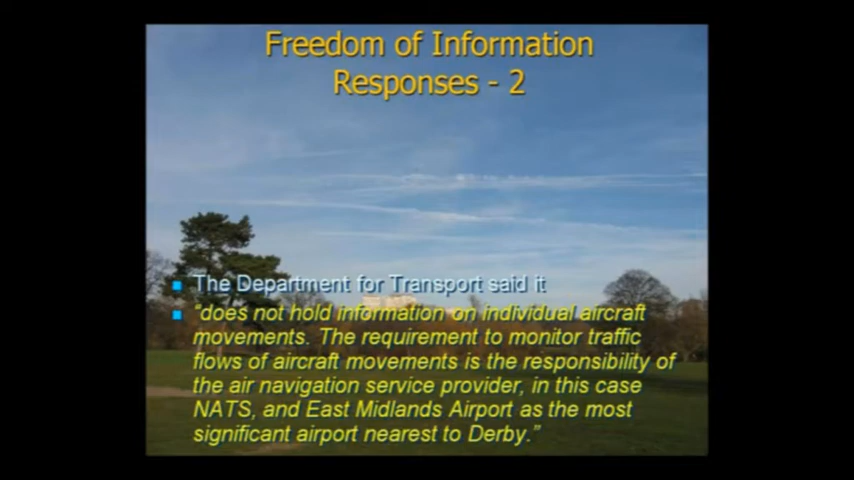 Freedom of Information
Responses - 2
The Department for Transport said it
"does not hold information on individual aircraft
movements. The requirement to monitor traffic
flows of aircraft movements is the responsibility of
the air navigation service provider, in this case
NATS, and East Midlands Airport as the most
significant airport nearest to Derby."